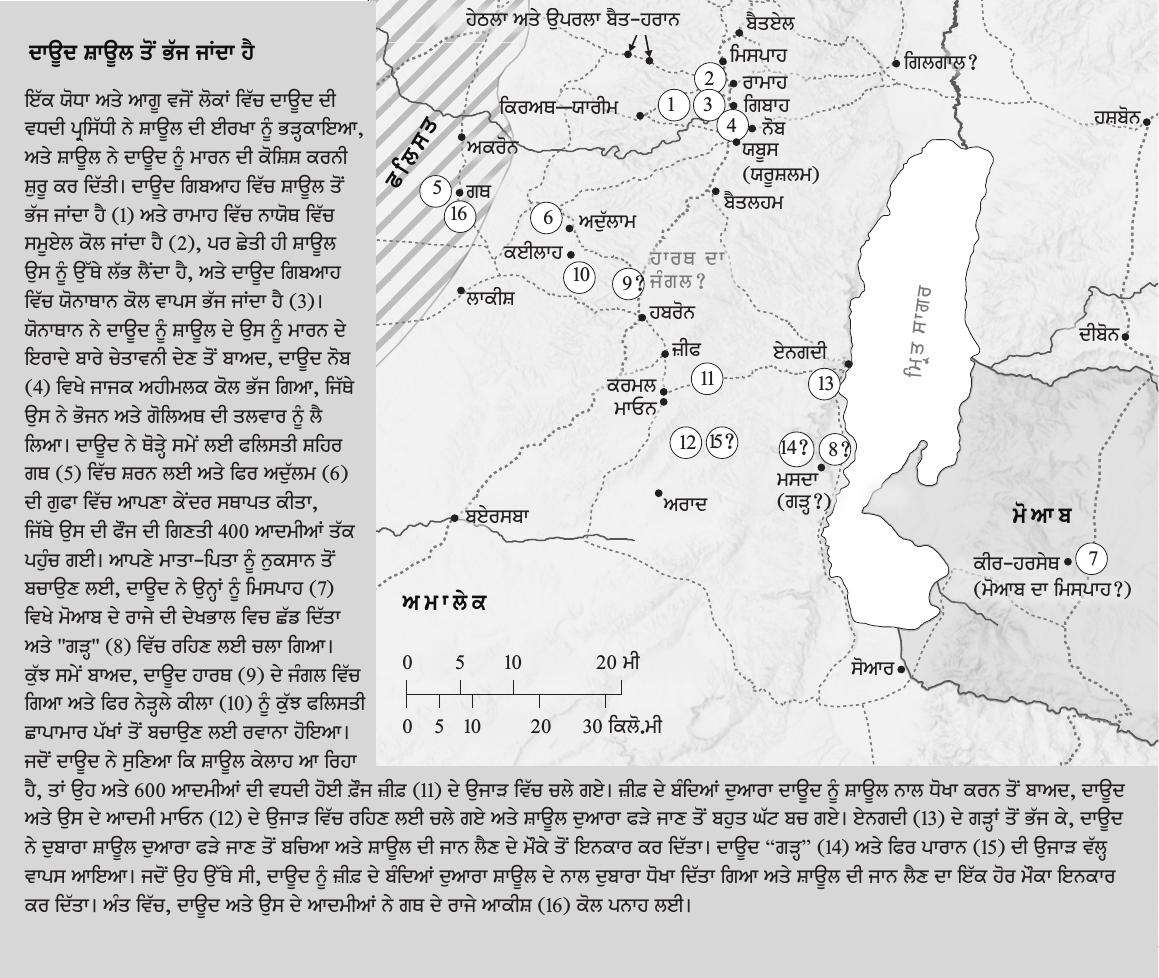 ਦਾਊਦ ਸ਼ਾਊਲ ਤੋਂ ਭੱਜ ਜਾਂਦਾ ਹੈ
ਇੱਕ ਯੋਧਾ ਅਤੇ ਆਗੂ ਵਜੋਂ ਲੋਕਾਂ ਵਿੱਚ ਦਾਊਦ ਦੀ
ਵਧਦੀ ਪ੍ਰਸਿੱਧੀ ਨੇ ਸ਼ਾਊਲ ਦੀ ਈਰਖਾ ਨੂੰ ਭੜ੍ਹਕਾਇਆ,
ਅਤੇ ਸ਼ਾਊਲ ਨੇ ਦਾਊਦ ਨੂੰ ਮਾਰਨ ਦੀ ਕੋਸ਼ਿਸ਼ ਕਰਨੀ
ਸ਼ੁਰੂ ਕਰ ਦਿੱਤੀ। ਦਾਊਦ ਗਿਬਆਹ ਵਿੱਚ ਸ਼ਾਊਲ ਤੋਂ
ਭੱਜ ਜਾਂਦਾ ਹੈ (1) ਅਤੇ ਰਾਮਾਹ ਵਿੱਚ ਨਾਯੋਥ ਵਿੱਚ
ਸਮੂਏਲ ਕੋਲ ਜਾਂਦਾ ਹੈ (2), ਪਰ ਛੇਤੀ ਹੀ ਸ਼ਾਊਲ
ਉਸ ਨੂੰ ਉੱਥੇ ਲੱਭ ਲੈਂਦਾ ਹੈ, ਅਤੇ ਦਾਊਦ ਗਿਬਆਹ
ਵਿੱਚ ਯੋਨਾਥਾਨ ਕੋਲ ਵਾਪਸ ਭੱਜ ਜਾਂਦਾ ਹੈ (3)।
ਯੋਨਾਥਾਨ ਨੇ ਦਾਊਦ ਨੂੰ ਸ਼ਾਊਲ ਦੇ ਉਸ ਨੂੰ ਮਾਰਨ ਦੇ
ਇਰਾਦੇ ਬਾਰੇ ਚੇਤਾਵਨੀ ਦੇਣ ਤੋਂ ਬਾਅਦ, ਦਾਊਦ ਨੋਬ
(4) ਵਿਖੇ ਜਾਜਕ ਅਹੀਮਲਕ ਕੋਲ ਭੱਜ ਗਿਆ, ਜਿੱਥੇ
ਉਸ ਨੇ ਭੋਜਨ ਅਤੇ ਗੋਲਿਅਥ ਦੀ ਤਲਵਾਰ ਨੂੰ ਲੈ
ਲਿਆ। ਦਾਊਦ ਨੇ ਥੋੜ੍ਹੇ ਸਮੇਂ ਲਈ ਫਲਿਸਤੀ ਸ਼ਹਿਰ
ਗਥ (5) ਵਿੱਚ ਸ਼ਰਨ ਲਈ ਅਤੇ ਫਿਰ ਅਦੁੱਲਮ (6)
ਦੀ ਗੁਫਾ ਵਿੱਚ ਆਪਣਾ ਕੇਂਦਰ ਸਥਾਪਤ ਕੀਤਾ,
ਜਿੱਥੇ ਉਸ ਦੀ ਫੌਜ ਦੀ ਗਿਣਤੀ 400 ਆਦਮੀਆਂ ਤੱਕ
ਪਹੁੰਚ ਗਈ। ਆਪਣੇ ਮਾਤਾ-ਪਿਤਾ ਨੂੰ ਨੁਕਸਾਨ ਤੋਂ
ਬਚਾਉਣ ਲਈ, ਦਾਊਦ ਨੇ ਉਨ੍ਹਾਂ ਨੂੰ ਮਿਸਪਾਹ (7)
ਵਿਖੇ ਮੋਆਬ ਦੇ ਰਾਜੇ ਦੀ ਦੇਖਭਾਲ ਵਿਚ ਛੱਡ ਦਿੱਤਾ
ਅਤੇ "ਗੜ੍ਹ" (8) ਵਿੱਚ ਰਹਿਣ ਲਈ ਚਲਾ ਗਿਆ।
ਕੁੱਝ ਸਮੇਂ ਬਾਅਦ, ਦਾਊਦ ਹਾਰਥ (9) ਦੇ ਜੰਗਲ ਵਿੱਚ
ਗਿਆ ਅਤੇ ਫਿਰ ਨੇੜ੍ਹਲੇ ਕੀਲਾ (10) ਨੂੰ ਕੁੱਝ ਫਲਿਸਤੀ
ਛਾਪਾਮਾਰ ਪੱਖਾਂ ਤੋਂ ਬਚਾਉਣ ਲਈ ਰਵਾਨਾ ਹੋਇਆ।
ਜਦੋਂ ਦਾਊਦ ਨੇ ਸੁਣਿਆ ਕਿ ਸ਼ਾਊਲ ਕੇਲਾਹ ਆ ਰਿਹਾ
ਹੈ, ਤਾਂ ਉਹ ਅਤੇ 600 ਆਦਮੀਆਂ ਦੀ ਵਧਦੀ ਹੋਈ ਫ਼ੌਜ ਜ਼ੀਫ਼ (11) ਦੇ ਉਜਾੜ ਵਿੱਚ ਚਲੇ ਗਏ। ਜ਼ੀਫ਼ ਦੇ ਬੰਦਿਆਂ ਦੁਆਰਾ ਦਾਊਦ ਨੂੰ ਸ਼ਾਊਲ ਨਾਲ ਧੋਖਾ ਕਰਨ ਤੋਂ ਬਾਅਦ, ਦਾਊਦ
ਅਤੇ ਉਸ ਦੇ ਆਦਮੀ ਮਾਓਨ (12) ਦੇ ਉਜਾੜ ਵਿੱਚ ਰਹਿਣ ਲਈ ਚਲੇ ਗਏ ਅਤੇ ਸ਼ਾਊਲ ਦੁਆਰਾ ਫੜੇ ਜਾਣ ਤੋਂ ਬਹੁਤ ਘੱਟ ਬਚ ਗਏ। ਏਨਗਦੀ (13) ਦੇ ਗੜ੍ਹਾਂ ਤੋਂ ਭੱਜ ਕੇ, ਦਾਊਦ
ਨੇ ਦੁਬਾਰਾ ਸ਼ਾਊਲ ਦੁਆਰਾ ਫੜੇ ਜਾਣ ਤੋਂ ਬਚਿਆ ਅਤੇ ਸ਼ਾਊਲ ਦੀ ਜਾਨ ਲੈਣ ਦੇ ਮੌਕੇ ਤੋਂ ਇਨਕਾਰ ਕਰ ਦਿੱਤਾ। ਦਾਊਦ “ਗੜ੍ਹ” (14) ਅਤੇ ਫਿਰ ਪਾਰਾਨ (15) ਦੀ ਉਜਾੜ ਵੱਲ੍ਹ
ਵਾਪਸ ਆਇਆ। ਜਦੋਂ ਉਹ ਉੱਥੇ ਸੀ, ਦਾਊਦ ਨੂੰ ਜ਼ੀਫ਼ ਦੇ ਬੰਦਿਆਂ ਦੁਆਰਾ ਸ਼ਾਊਲ ਦੇ ਨਾਲ ਦੁਬਾਰਾ ਧੋਖਾ ਦਿੱਤਾ ਗਿਆ ਅਤੇ ਸ਼ਾਊਲ ਦੀ ਜਾਨ ਲੈਣ ਦਾ ਇੱਕ ਹੋਰ ਮੌਕਾ ਇਨਕਾਰ
ਕਰ ਦਿੱਤਾ। ਅੰਤ ਵਿੱਚ, ਦਾਊਦ ਅਤੇ ਉਸ ਦੇ ਆਦਮੀਆਂ ਨੇ ਗਥ ਦੇ ਰਾਜੇ ਆਕੀਸ਼ (16) ਕੋਲ ਪਨਾਹ ਲਈ।
ਹੇਠਲਾ ਅਤੇ ਉਪਰਲਾ ਬੈਤ-ਹਰਾਨ
ਬੈਤਏਲ
ਮਿਸਪਾਹ
ਗਿਲਗਾਲ?
2
ਰਾਮਾਹ
ਕਿਰਅਥ—ਯਾਰੀਮ
1
3
ਗਿਬਾਹ
ਹਸ਼ਬੋਨ
4
ਨੋਬ
ਅਕਰੋਨ
ਯਬੂਸ
(ਯਰੂਸ਼ਲਮ)
ਫਲਿਸਤ
5
ਗਥ
ਬੈਤਲਹਮ
16
6
ਅਦੁੱਲਾਮ
ਕਈਲਾਹ
10
9?
ਹਾਰਥ ਦਾ
ਜੰਗਲ?
ਲਾਕੀਸ਼
ਹਬਰੋਨ
ਮ੍ਰਿਤ ਸਾਗਰ
ਦੀਬੋਨ
ਜ਼ੀਫ
ਏਨਗਦੀ
11
13
ਕਰਮਲ
ਮਾਓਨ
12
15?
14?
8?
ਮਸਦਾ
(ਗੜ੍ਹ?)
ਅਰਾਦ
ਬਏਰਸਬਾ
ਮੋਆਬ
ਕੀਰ-ਹਰਸੇਥ
7
(ਮੋਆਬ ਦਾ ਮਿਸਪਾਹ?)
ਅਮਾਲੇਕ
ਸੋਆਰ
0 5 10 20 ਮੀ
0 5 10 20 30 ਕਿਲੋ.ਮੀ